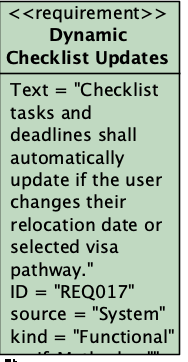 <<requirement>>
Dynamic
Checklist Updates
Text = "Checklist
tasks and
deadlines shall
automatically
update if the user
changes their
relocation date or
selected visa
pathway."
ID = "REQ017"
source = "System"
kind = "Functional"